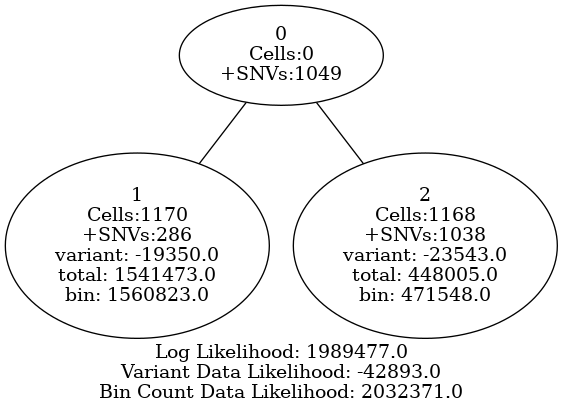 0
Cells:0
+SNVs:1049
1
Cells:1170
+SNVs:286
variant: -19350.0
total: 1541473.0
bin: 1560823.0
2
Cells:1168
+SNVs:1038
variant: -23543.0
total: 448005.0
bin: 471548.0
Log Likelihood: 1989477.0
Variant Data Likelihood: -42893.0
Bin Count Data Likelihood: 2032371.0